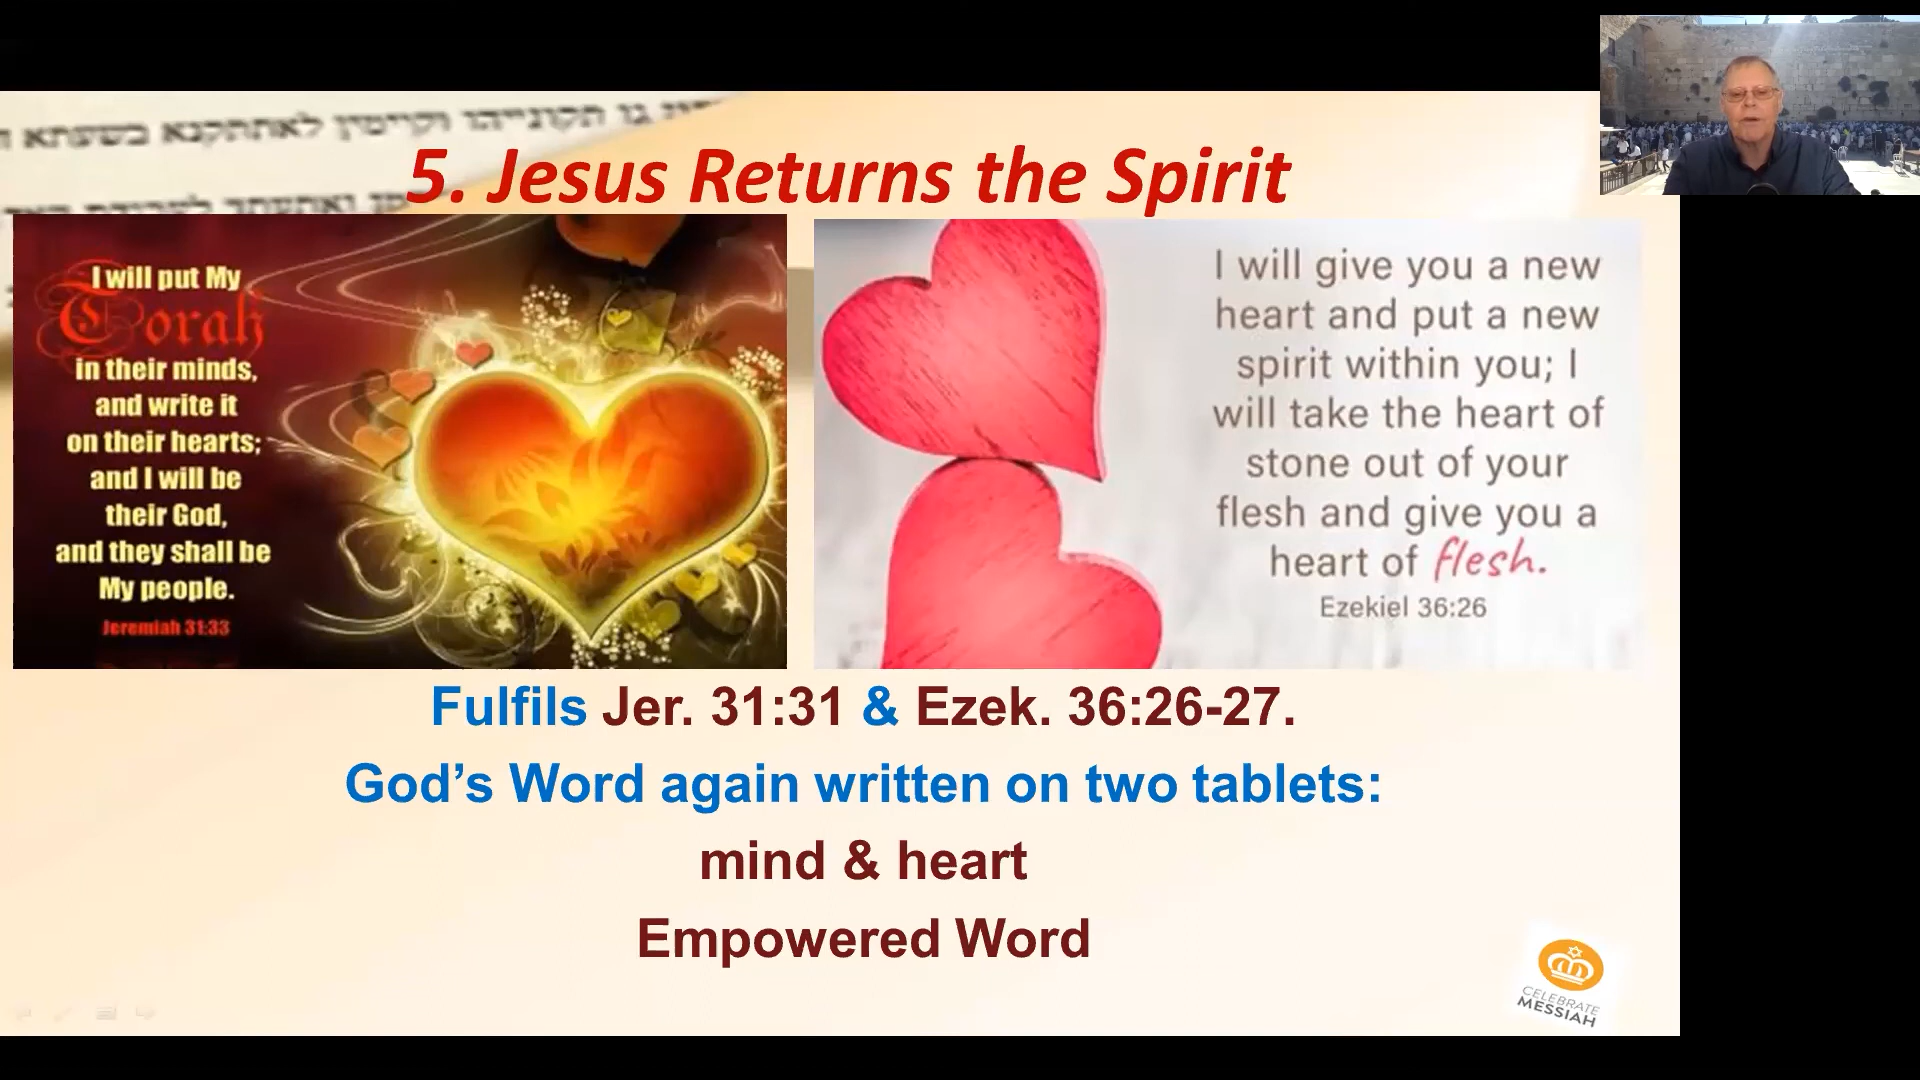 תקונייהו וקיימין לאתתקנא בשעתא
5. Jesus Returns the Spirit
I will put My
Torah
in their minds,
and write it
on their hearts;
and I will be
their God,
and they shall be
My people.
Jeremiah 31:33
I will give you a new
heart and put a new
spirit within you; I
will take the heart of
stone out of your
flesh and give you a
heart of flesh.
Ezekiel 36:26
Fulfils Jer. 31:31 & Ezek. 36:26-27.
God’s Word again written on two tablets:
mind & heart
Empowered Word
CELEBRATE
MESSIAH